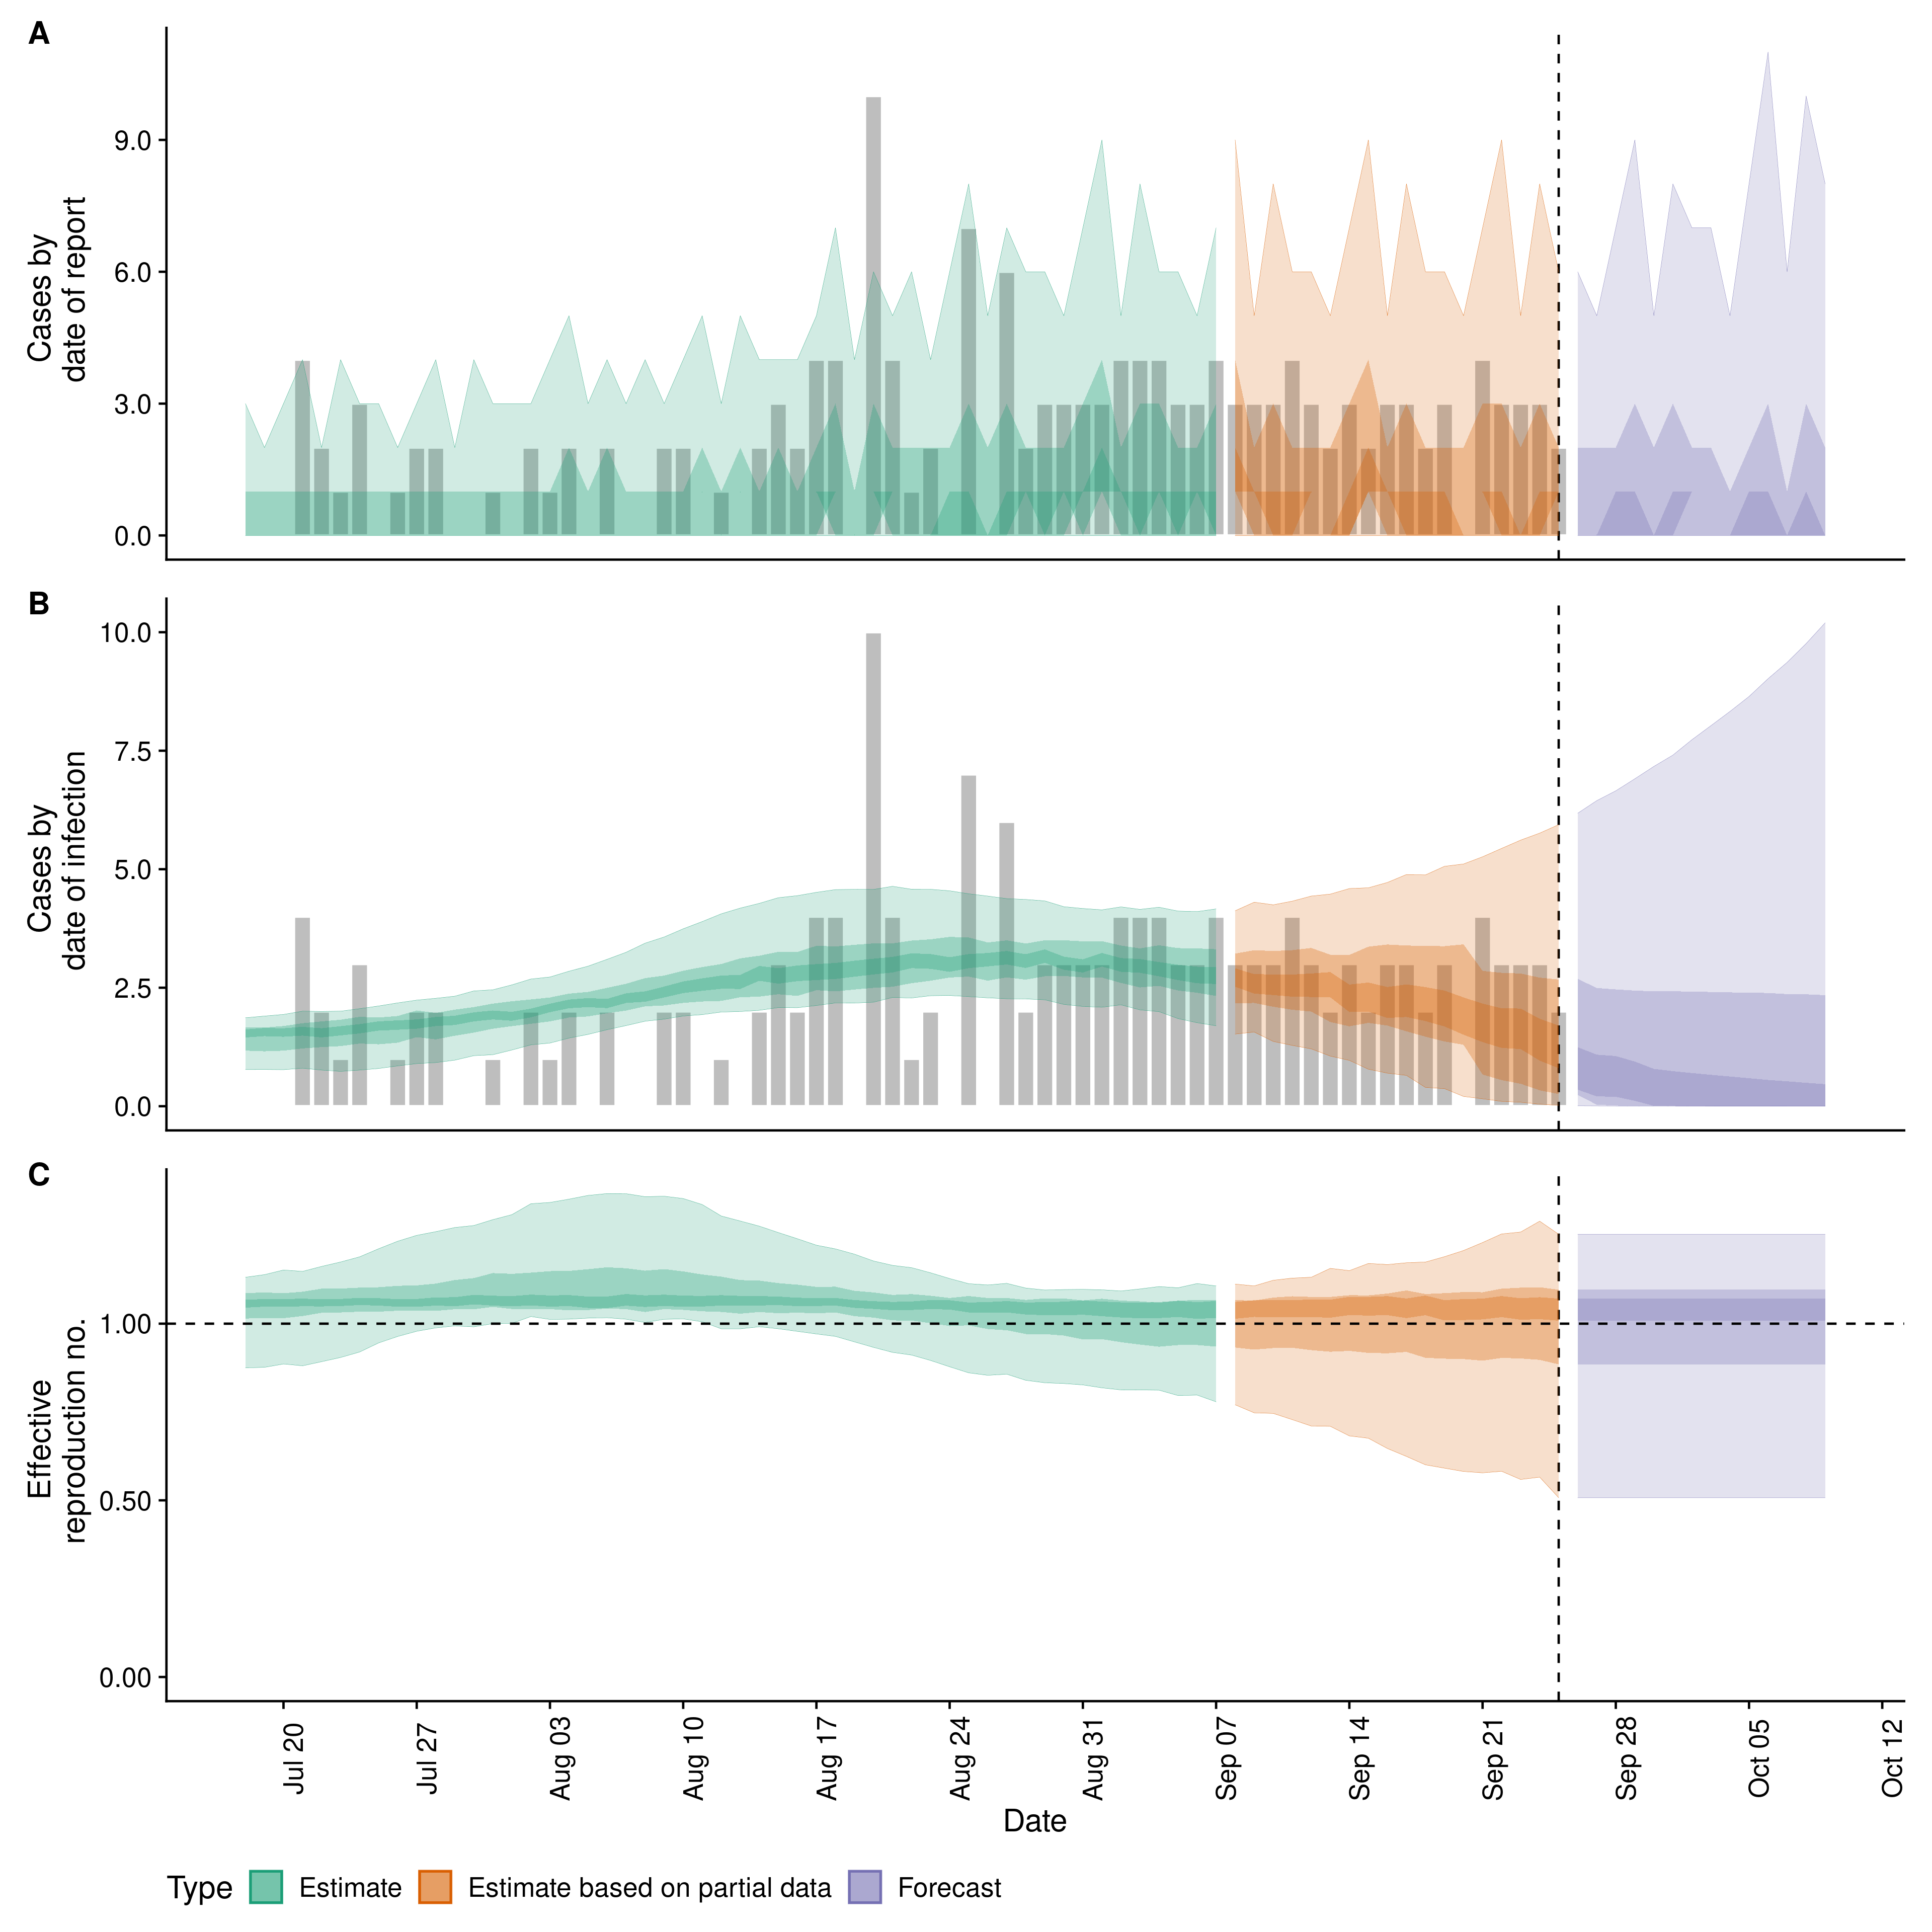 A
9.0
6.0
3.0
0.0
Cases by
date of report
B
10.0
7.5
5.0
2.5
0.0
Cases by
date of infection
C
1.00
0.50
0.00
Effective
reproduction no.
Jul 20
Jul 27
Aug 03
Aug 10
Aug 17
Aug 24
Aug 31
Sep 07
Sep 14
Sep 21
Sep 28
Oct 05
Oct 12
Date
Type Estimate Estimate based on partial data Forecast